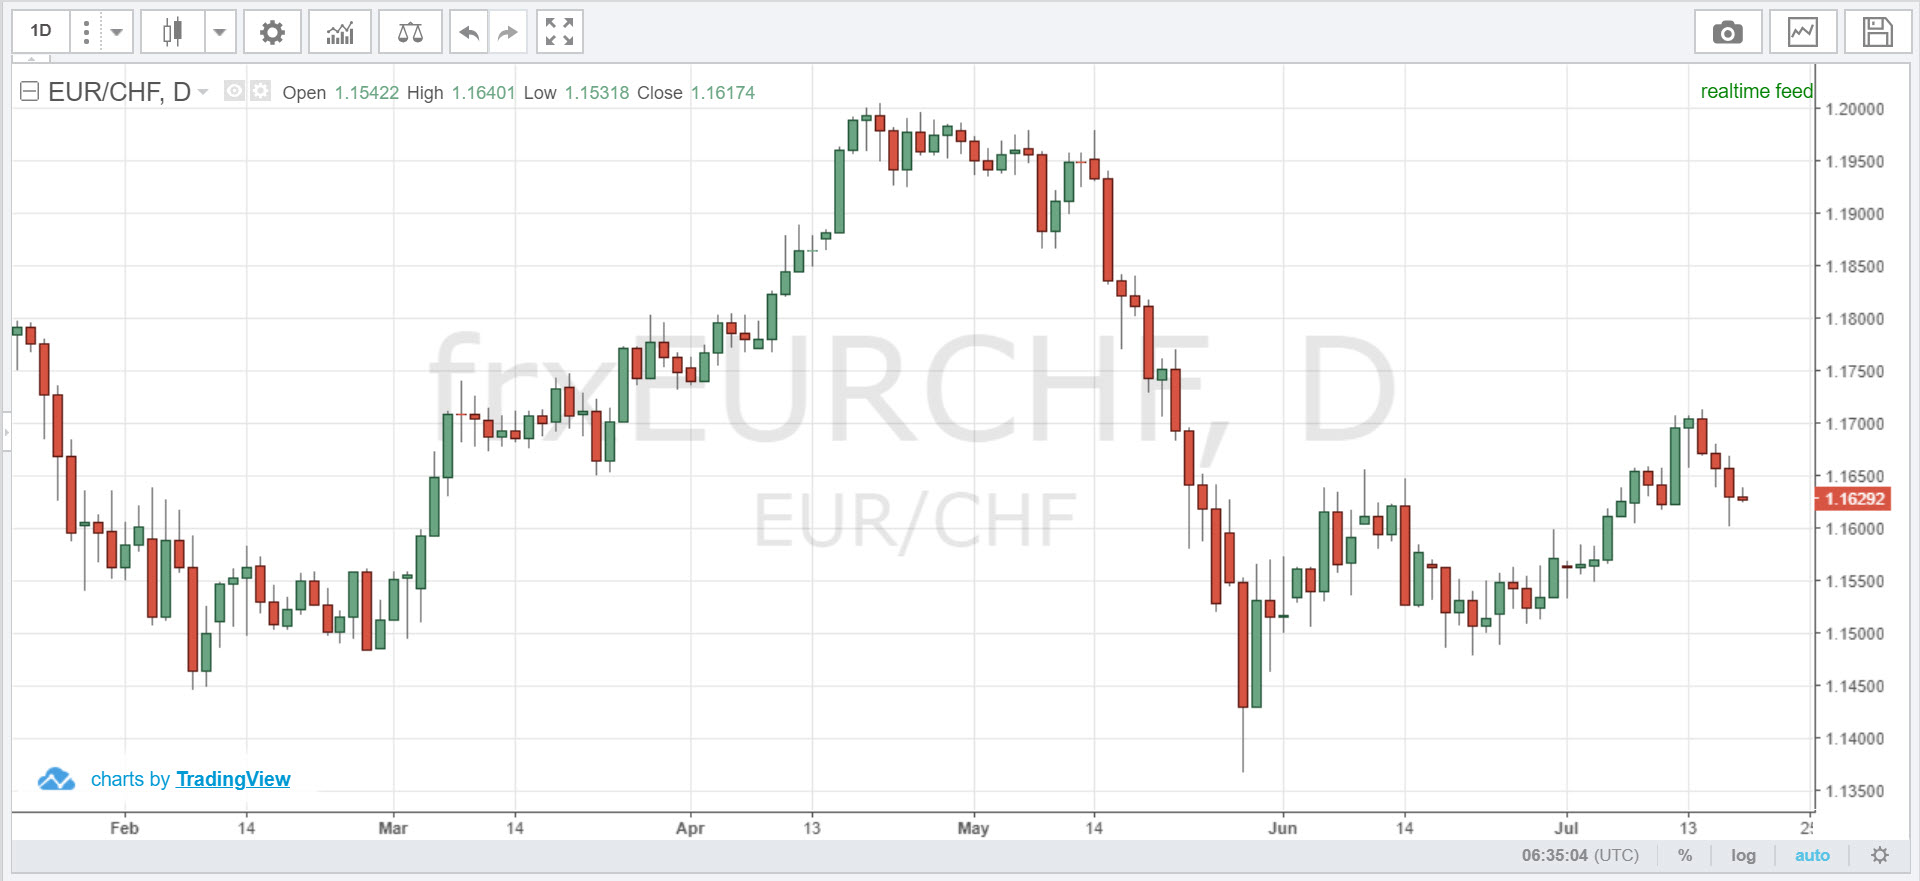 1D
EUR/CHF, D Open 1.15422 High 1.16401 Low 1.15318 Close 1.16174
realtime feed
1.20000
1.19500
1.19000
1.18500
1.18000
1.17500
1.17000
1.16500
1.16292
1.16000
1.15500
1.15000
1.14500
1.14000
1.13500
frxEURCHF, D
EUR/CHF
charts by TradingView
Feb 14 Mar 14 Apr 13 May 14 Jun 14 Jul 13
06:35:04 (UTC) % log auto